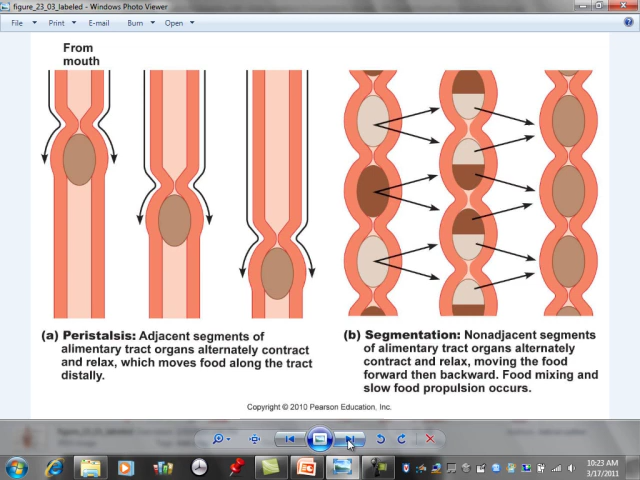 figure_23_03_labeled - Windows Photo Viewer
File Print E-mail Burn Open
From
mouth
(a) Peristalsis: Adjacent segments of
alimentary tract organs alternately contract
and relax, which moves food along the tract
distally.
(b) Segmentation: Nonadjacent segments
of alimentary tract organs alternately
contract and relax, moving the food
forward then backward. Food mixing and
slow food propulsion occurs.
Copyright © 2010 Pearson Education, Inc.
10:23 AM
3/17/2011